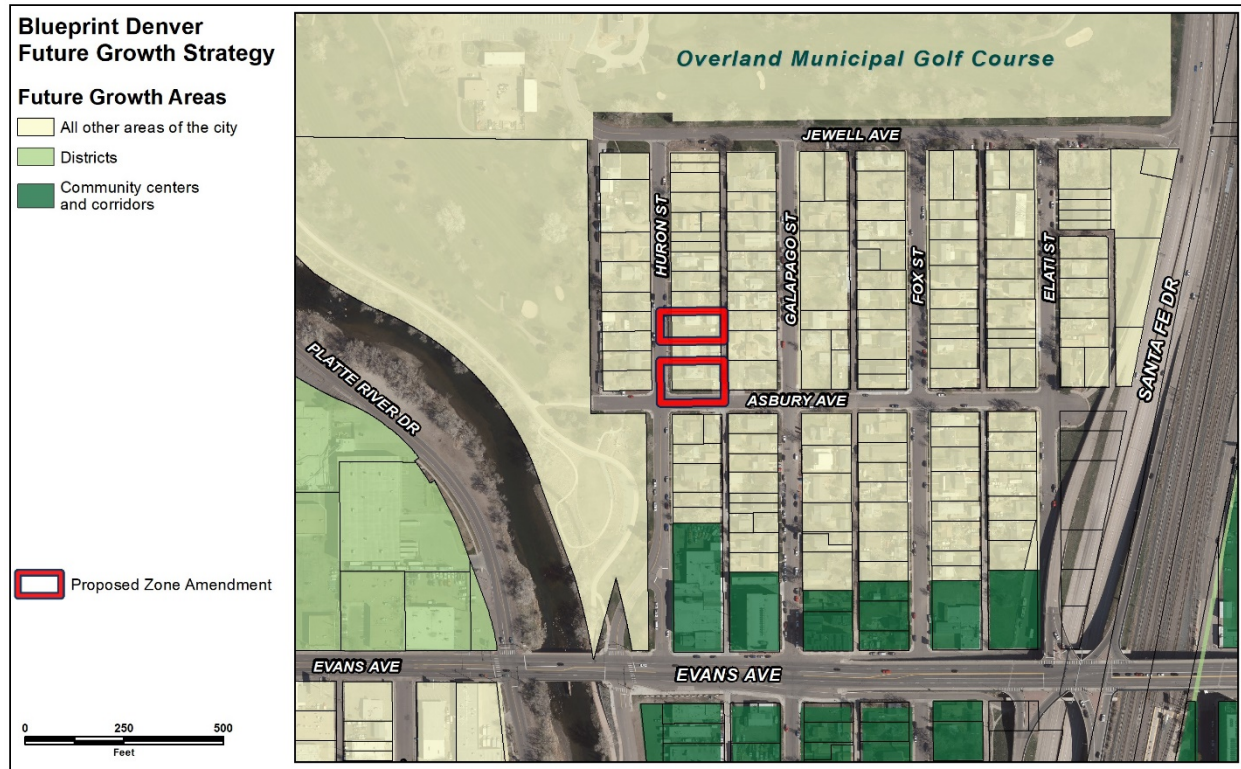 Blueprint Denver
Future Growth Strategy
Future Growth Areas
All other areas of the city
Districts
Community centers
and corridors
Proposed Zone Amendment
0 250 500
Feet
Overland Municipal Golf Course
JEWELL AVE
HURON ST
GALAPAGO ST
FOX ST
ELATI ST
SANTA FE DR
PLATTE RIVER DR
ASBURY AVE
EVANS AVE
EVANS AVE